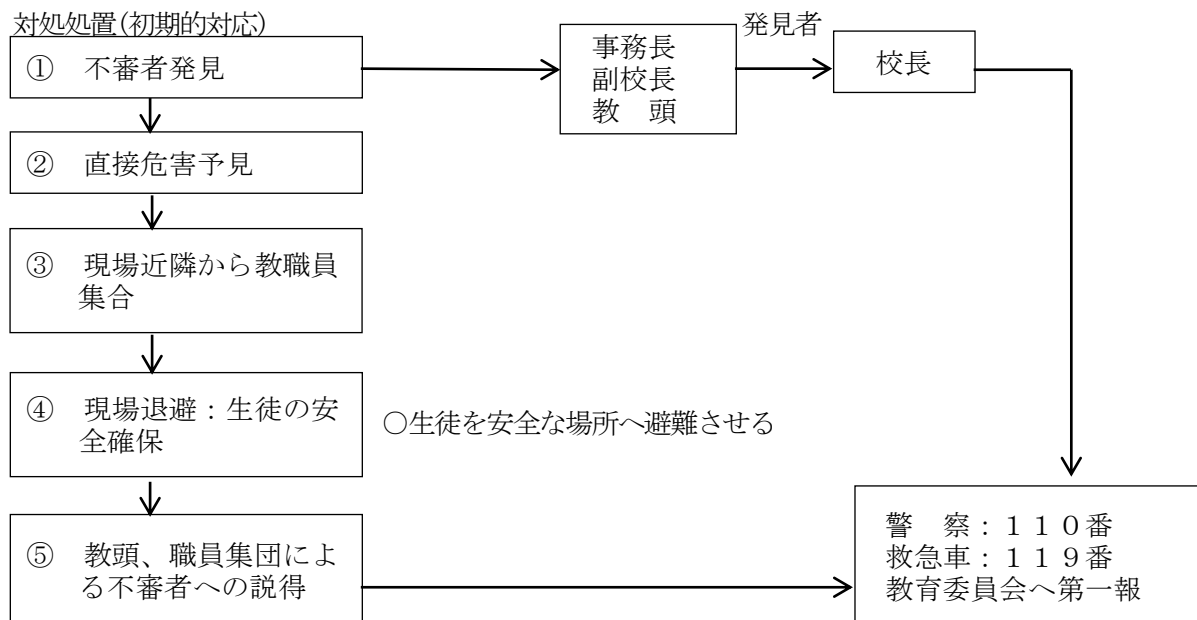 対処処置(初期的対応)
① 不審者発見
事務長
副校長
教　頭
発見者
校長
② 直接危害予見
③ 現場近隣から教職員
集合
④ 現場退避：生徒の安
全確保
○生徒を安全な場所へ避難させる
⑤ 教頭、職員集団によ
る不審者への説得
警　察：１１０番
救急車：１１９番
教育委員会へ第一報